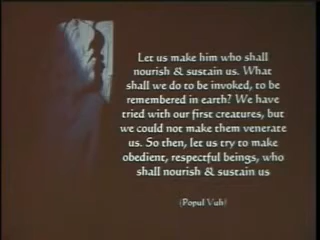 Let us make him who shall
nourish & sustain us. What
shall we do to be invoked, to be
remembered in earth? We have
tried with our first creatures, but
we could not make them venerate
us. So then, let us try to make
obedient, respectful beings, who
shall nourish & sustain us
(Popul Vuh)